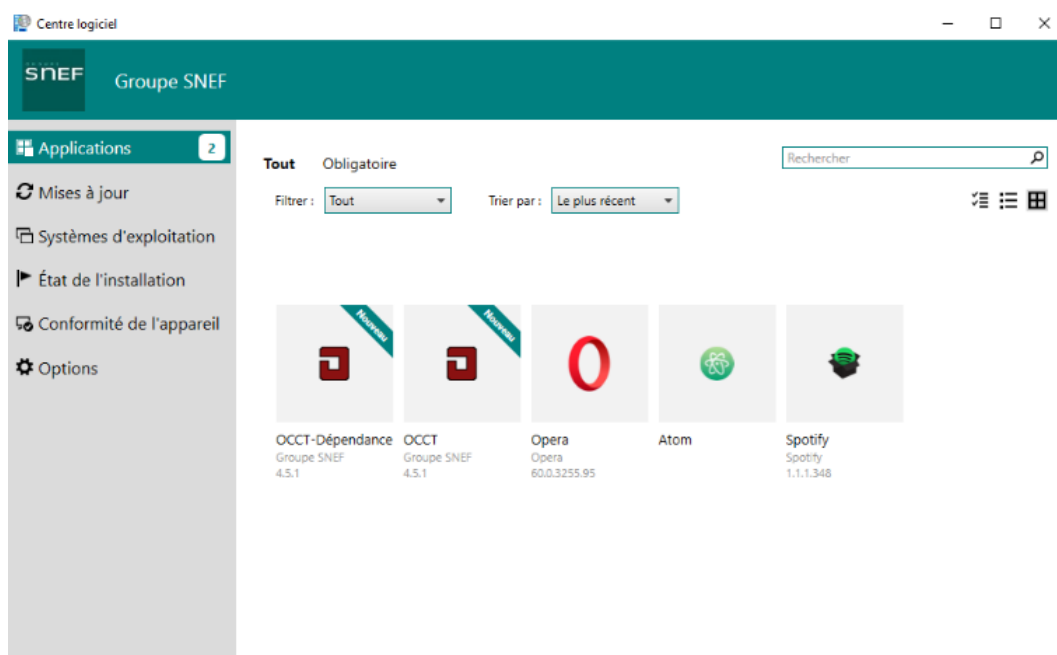 Centre logiciel
SNEF
Groupe SNEF
Applications 2
Mises à jour
Systèmes d'exploitation
État de l'installation
Conformité de l'appareil
Options
Tout Obligatoire
Rechercher
Filtrer : Tout Trier par : Le plus récent
Nouveau Nouveau
OCCT-Dépendance OCCT Opera Atom Spotify
Groupe SNEF Groupe SNEF Opera Spotify
4.5.1 4.5.1 60.0.3255.95 1.1.1.348